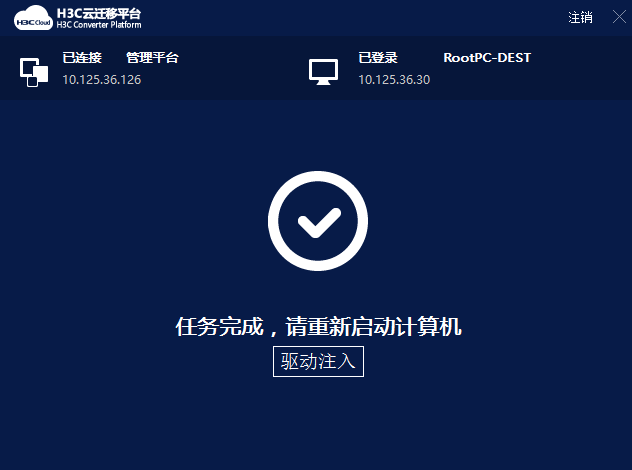 H3C Cloud H3C云迁移平台 注销
H3C Converter Platform
已连接 管理平台 已登录 RootPC-DEST
10.125.36.126 10.125.36.30
任务完成，请重新启动计算机
驱动注入